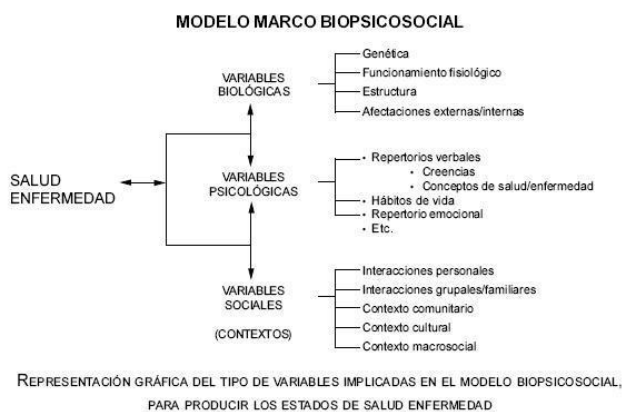 MODELO MARCO BIOPSICOSOCIAL
SALUD
ENFERMEDAD
VARIABLES
BIOLÓGICAS
Genética
Funcionamiento fisiológico
Estructura
Afectaciones externas/internas
VARIABLES
PSICOLÓGICAS
• Repertorios verbales
• Creencias
• Conceptos de salud/enfermedad
• Hábitos de vida
• Repertorio emocional
• Etc.
VARIABLES
SOCIALES
(CONTEXTOS)
Interacciones personales
Interacciones grupales/familiares
Contexto comunitario
Contexto cultural
Contexto macrosocial
REPRESENTACIÓN GRÁFICA DEL TIPO DE VARIABLES IMPLICADAS EN EL MODELO BIOPSICOSOCIAL,
PARA PRODUCIR LOS ESTADOS DE SALUD ENFERMEDAD